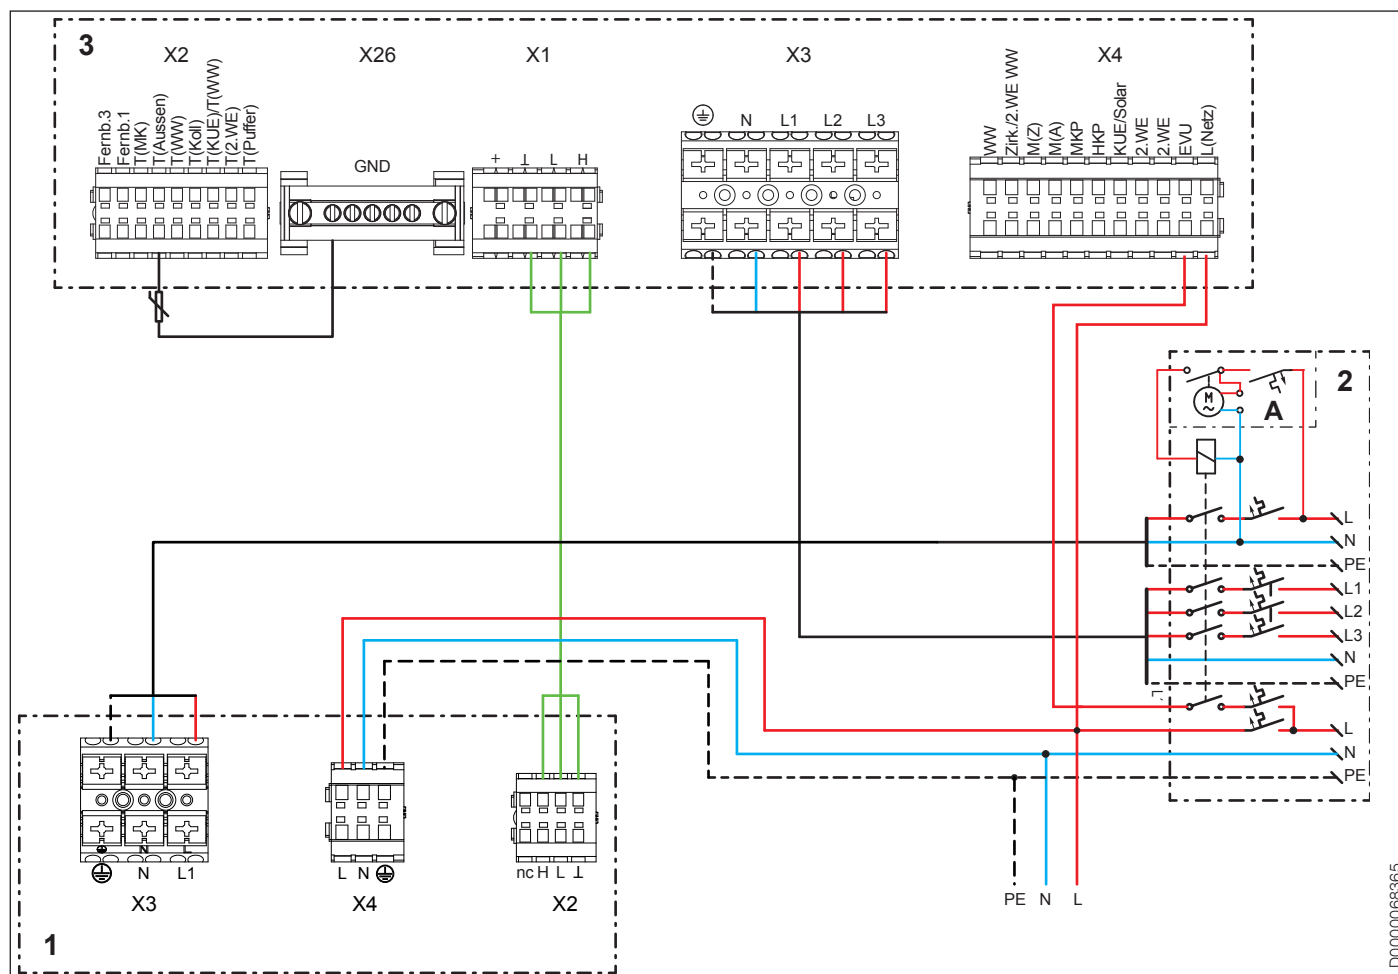 3
X2
X26
X1
X3
X4
Fernb.3
Fernb.1
T(MK)
T(Aussen)
T(WW)
T(Koll)
T(KUE)/T(WW)
T(2.WE)
T(Puffer)
GND
+ ⊥ L H
N L1 L2 L3
WW
Zirk./2.WE WW
M(Z)
M(A)
MKP
HKP
KUE/Solar
2.WE
2.WE
EVU
L(Netz)
2
M
~
A
L
N
PE
L1
L2
L3
N
PE
L'
L
N
PE
N L
N L1
X3
L N
X4
nc H L ⊥
X2
1
PE N L
D0000068365